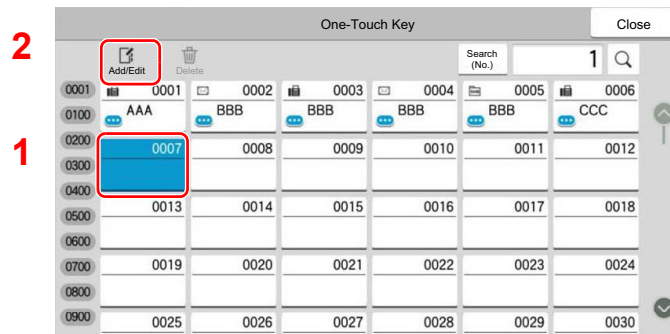 One-Touch Key
Close
2
Add/Edit
Delete
Search
(No.)
1
0001
0100
0200
0300
0400
0500
0600
0700
0800
0900
1
0001 0002 0003 0004 0005 0006
AAA BBB BBB BBB BBB CCC
0007 0008 0009 0010 0011 0012
0013 0014 0015 0016 0017 0018
0019 0020 0021 0022 0023 0024
0025 0026 0027 0028 0029 0030